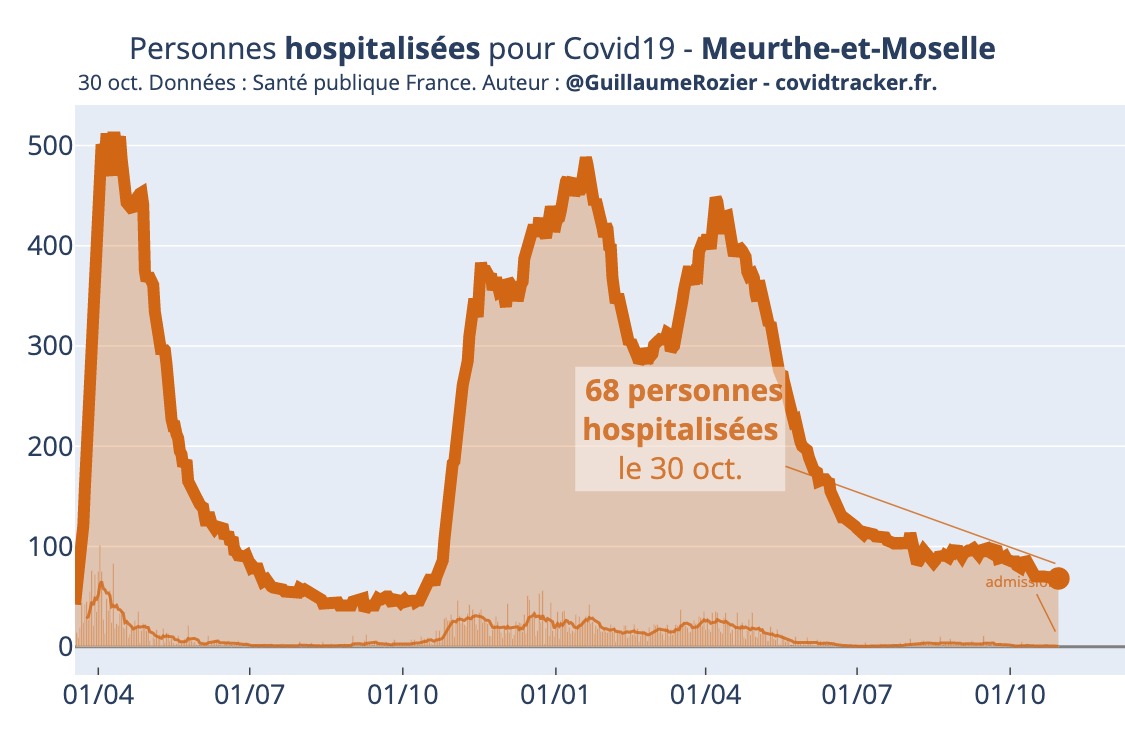 Personnes hospitalisées pour Covid19 - Meurthe-et-Moselle
30 oct. Données : Santé publique France. Auteur : @GuillaumeRozier - covidtracker.fr.
500
400
300
200
100
0
68 personnes
hospitalisées
le 30 oct.
01/04 01/07 01/10 01/01 01/04 01/07 01/10